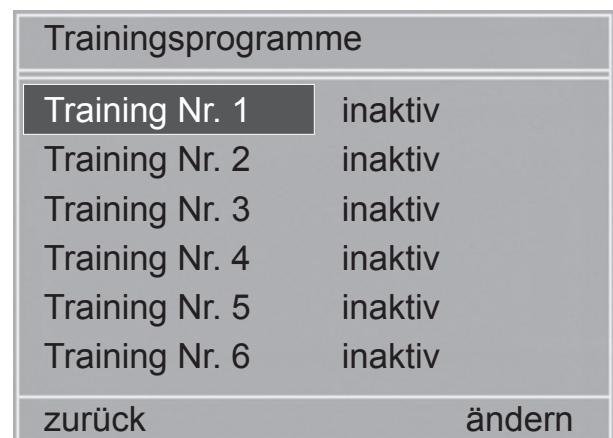 Trainingsprogramme
Training Nr. 1 inaktiv
Training Nr. 2 inaktiv
Training Nr. 3 inaktiv
Training Nr. 4 inaktiv
Training Nr. 5 inaktiv
Training Nr. 6 inaktiv
zurück ändern